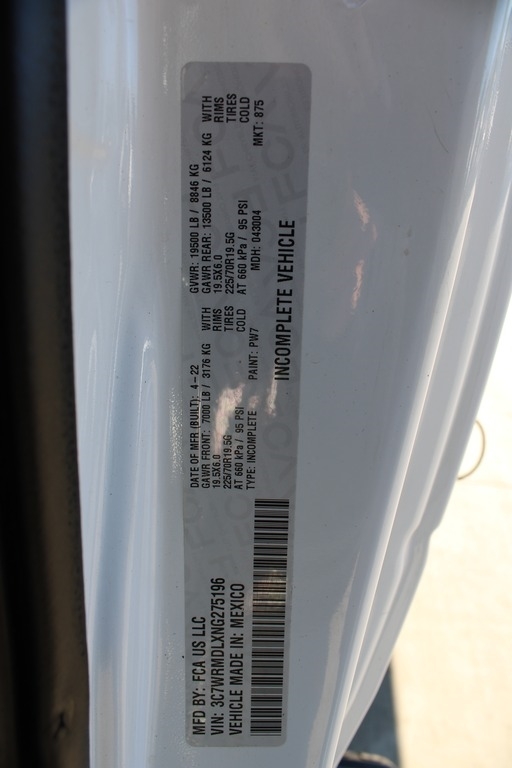 MFD BY: FCA US LLC
VIN: 3C7WRMDLXNG275196
VEHICLE MADE IN: MEXICO
DATE OF MFR (BUILT): 4-22
GAWR FRONT: 7000 LB / 3176 KG WITH
19.5X6.0 RIMS
225/70R19.5G TIRES
AT 660 kPa / 95 PSI COLD
TYPE: INCOMPLETE PAINT: PW7
GVWR: 19500 LB / 8846 KG
GAWR REAR: 13500 LB / 6124 KG WITH
19.5X6.0 RIMS
225/70R19.5G TIRES
AT 660 kPa / 95 PSI COLD
MDH: 043004 MKT: 875
INCOMPLETE VEHICLE